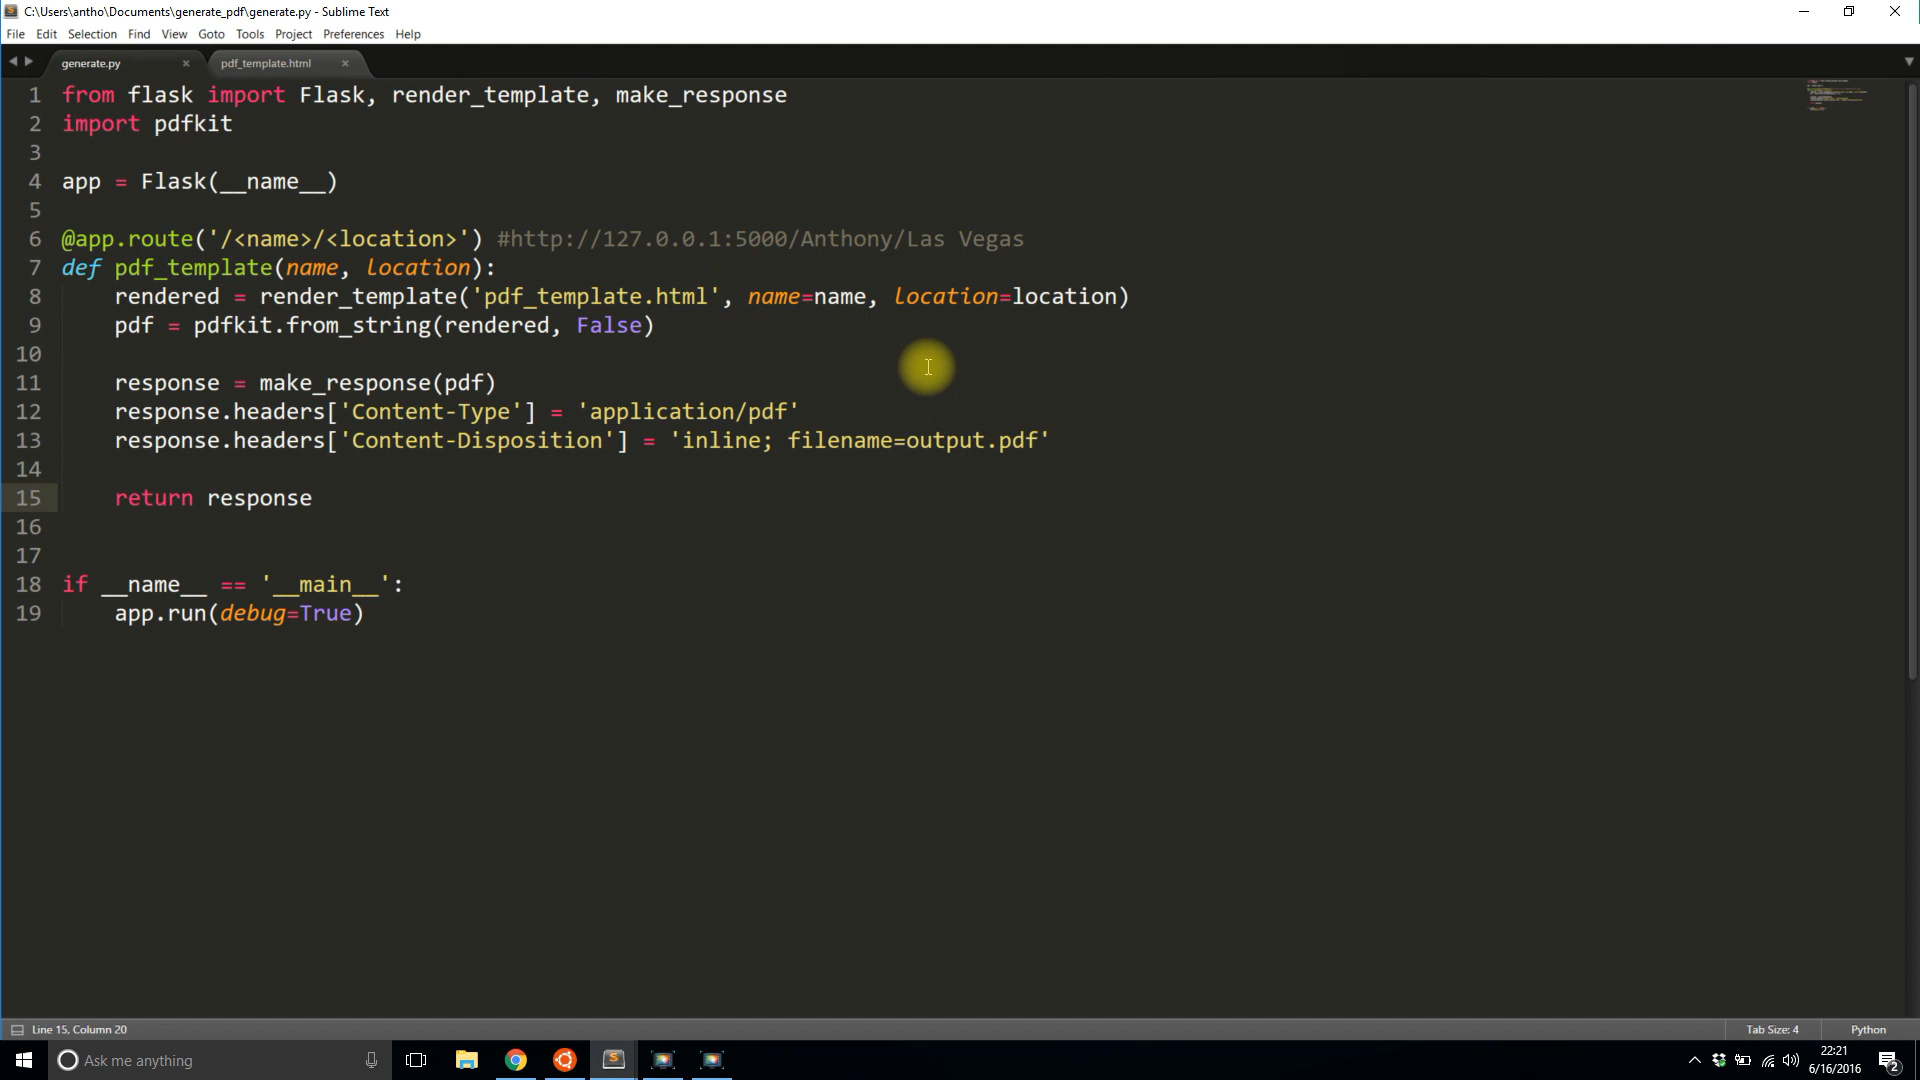 C:\Users\antho\Documents\generate_pdf\generate.py - Sublime Text
File Edit Selection Find View Goto Tools Project Preferences Help
generate.py × pdf_template.html ×
1 from flask import Flask, render_template, make_response
2 import pdfkit
3
4 app = Flask(__name__)
5
6 @app.route('/<name>/<location>') #http://127.0.0.1:5000/Anthony/Las Vegas
7 def pdf_template(name, location):
8     rendered = render_template('pdf_template.html', name=name, location=location)
9     pdf = pdfkit.from_string(rendered, False)
10
11     response = make_response(pdf)
12     response.headers['Content-Type'] = 'application/pdf'
13     response.headers['Content-Disposition'] = 'inline; filename=output.pdf'
14
15     return response
16
17
18 if __name__ == '__main__':
19     app.run(debug=True)
Line 15, Column 20 Tab Size: 4 Python
Ask me anything
22:21
6/16/2016
2